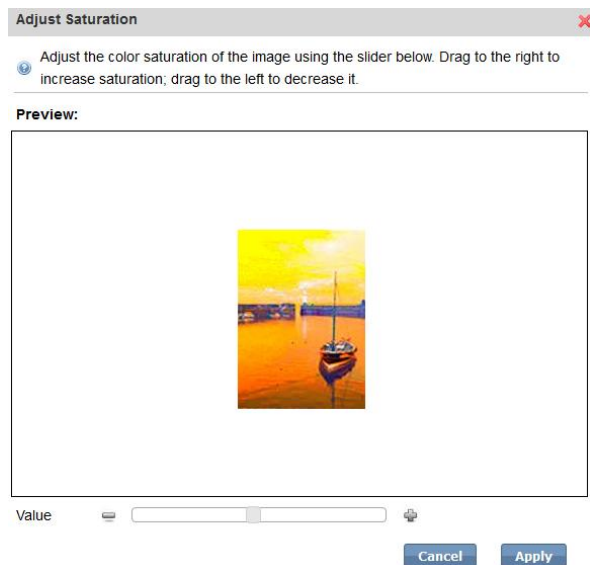 Adjust Saturation
Adjust the color saturation of the image using the slider below. Drag to the right to
increase saturation; drag to the left to decrease it.
Preview:
Value
Cancel Apply